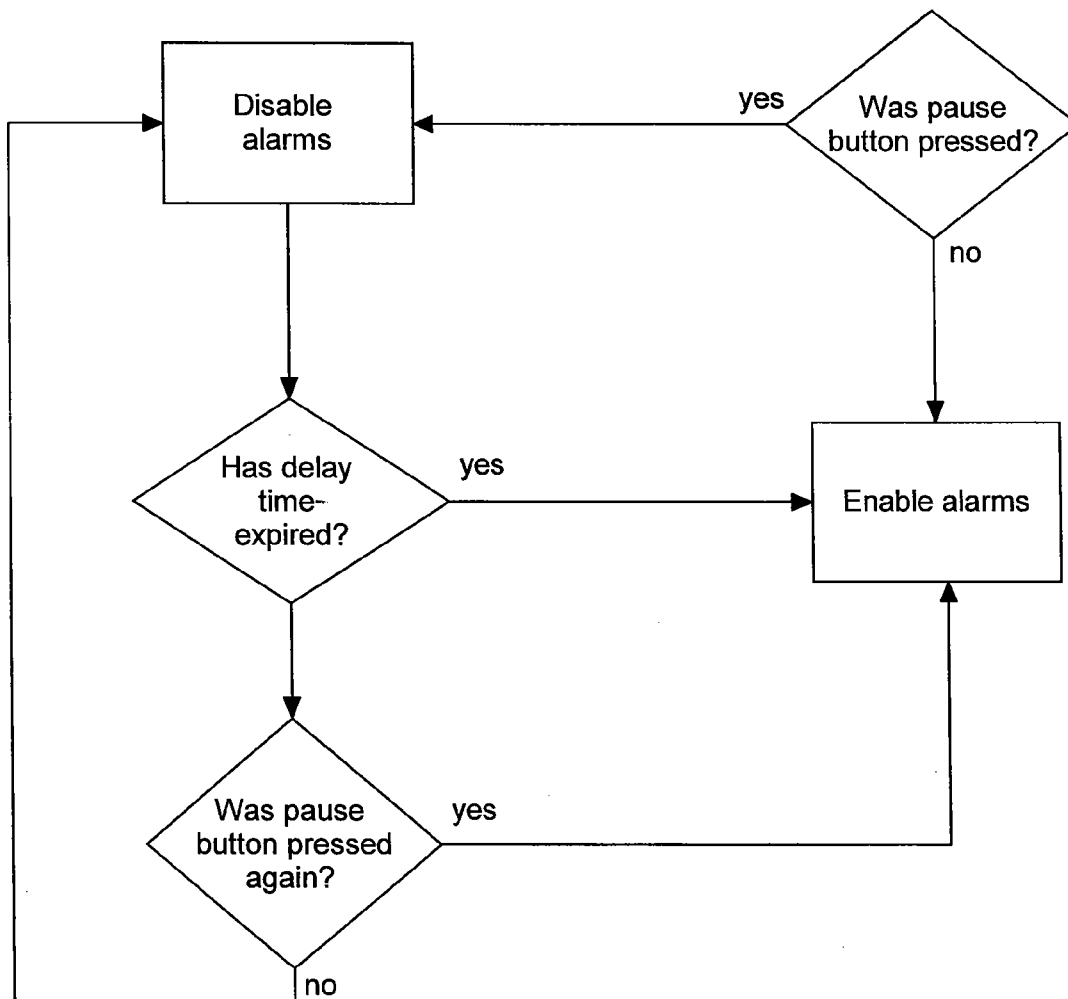 Disable
alarms
yes
Was pause
button pressed?
no
Has delay
time-
expired?
yes
Enable alarms
Was pause
button pressed
again?
yes
no